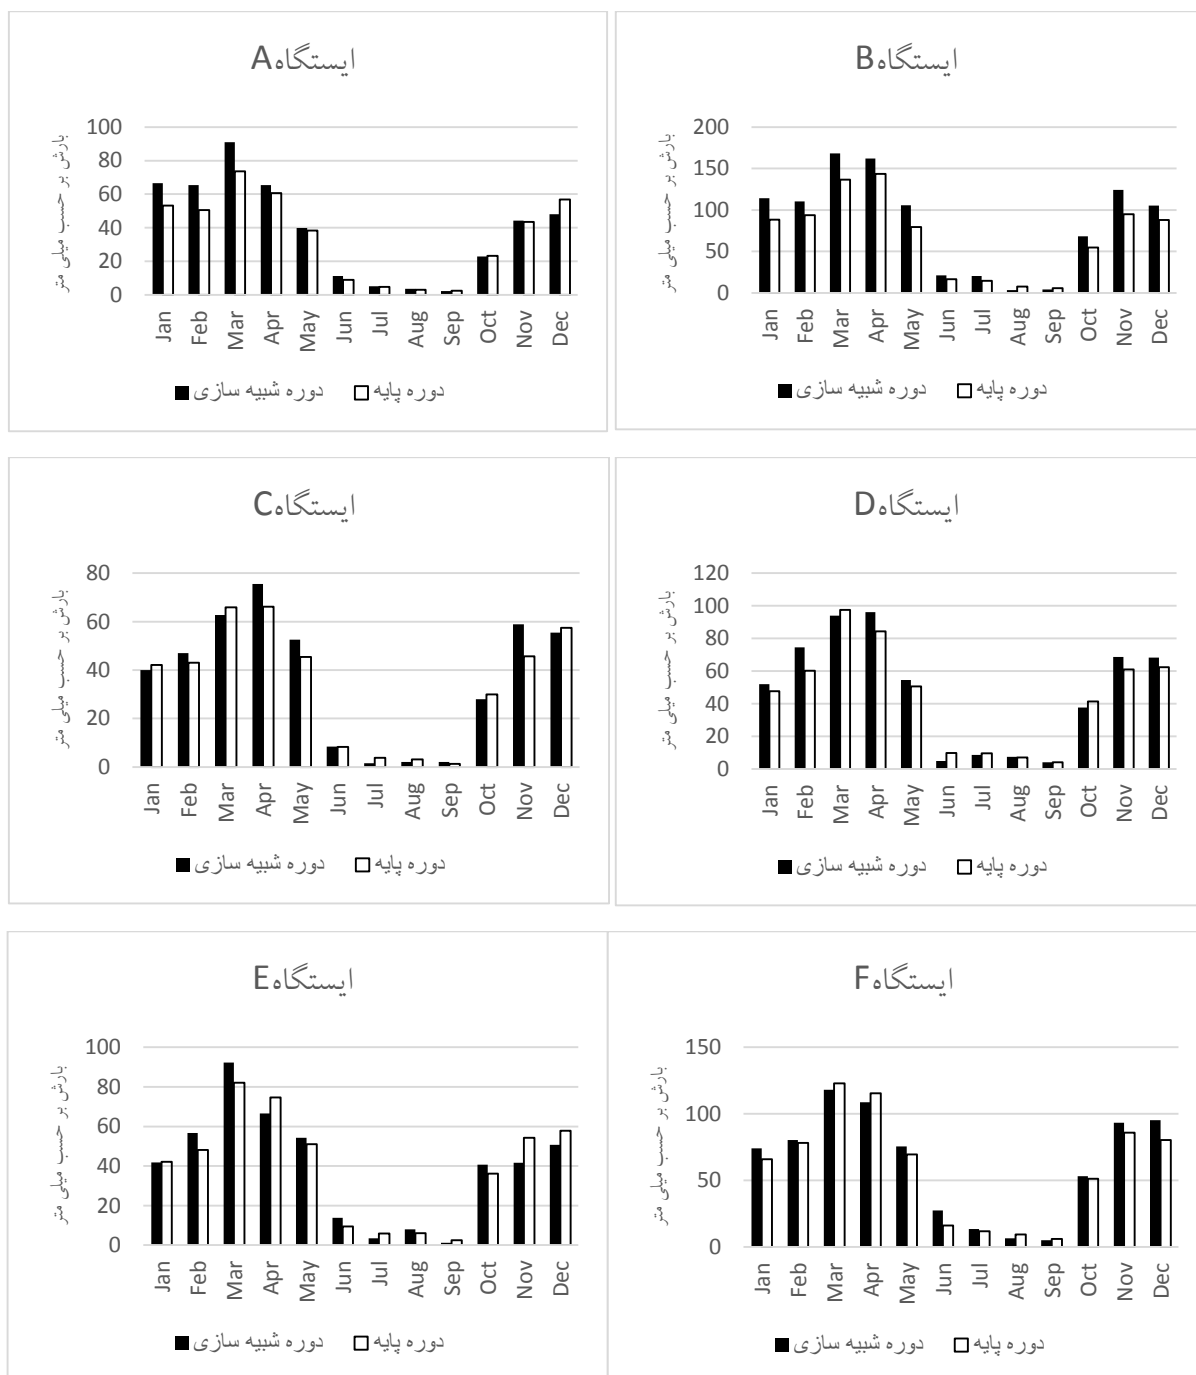 ایستگاهA
بارش بر حسب میلی متر
100
80
60
40
20
0
Jan Feb Mar Apr May Jun Jul Aug Sep Oct Nov Dec
دوره شبیه سازی دوره پایه
ایستگاهB
بارش بر حسب میلی متر
200
150
100
50
0
Jan Feb Mar Apr May Jun Jul Aug Sep Oct Nov Dec
دوره شبیه سازی دوره پایه
ایستگاهC
بارش بر حسب میلی متر
80
60
40
20
0
Jan Feb Mar Apr May Jun Jul Aug Sep Oct Nov Dec
دوره شبیه سازی دوره پایه
ایستگاهD
بارش بر حسب میلی متر
120
100
80
60
40
20
0
Jan Feb Mar Apr May Jun Jul Aug Sep Oct Nov Dec
دوره شبیه سازی دوره پایه
ایستگاهE
بارش بر حسب میلی متر
100
80
60
40
20
0
Jan Feb Mar Apr May Jun Jul Aug Sep Oct Nov Dec
دوره شبیه سازی دوره پایه
ایستگاهF
بارش بر حسب میلی متر
150
100
50
0
Jan Feb Mar Apr May Jun Jul Aug Sep Oct Nov Dec
دوره شبیه سازی دوره پایه